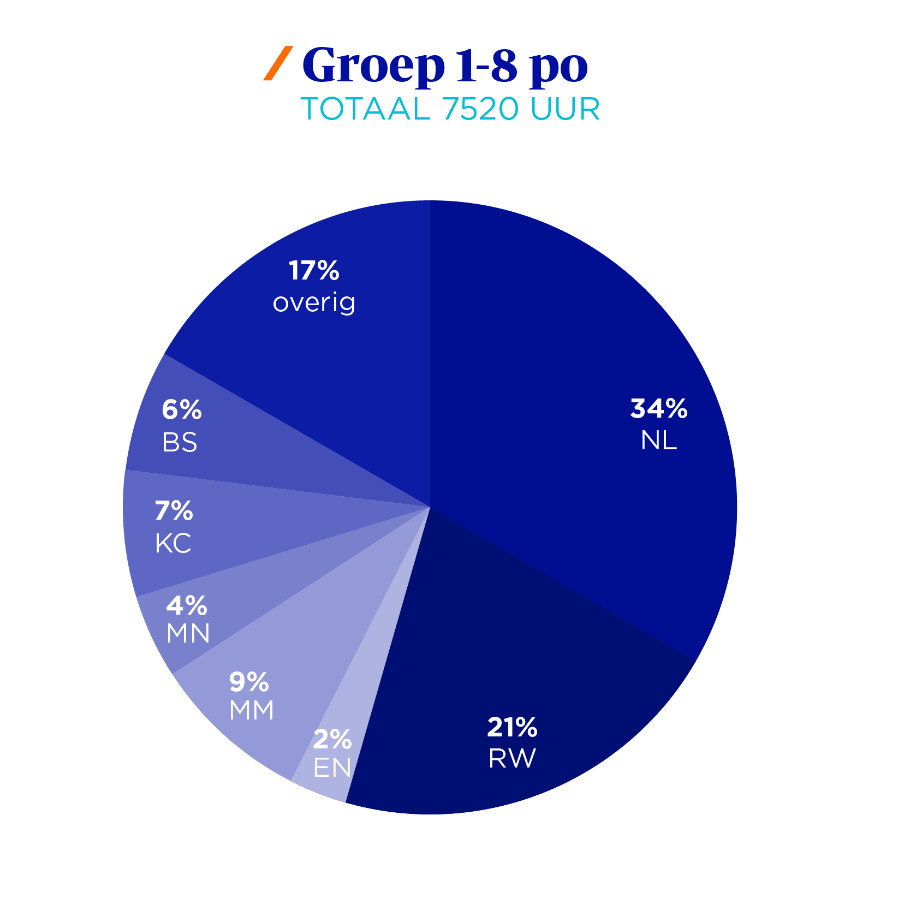 Groep 1-8 po
TOTAAL 7520 UUR
17%
overig
34%
NL
6%
BS
7%
KC
4%
MN
9%
MM
2%
EN
21%
RW